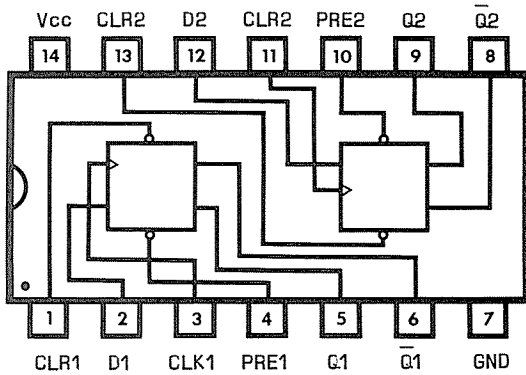 Vcc CLR2 D2 CLR2 PRE2 Q2 Q̅2
14 13 12 11 10 9 8
1 2 3 4 5 6 7
CLR1 D1 CLK1 PRE1 Q1 Q̅1 GND